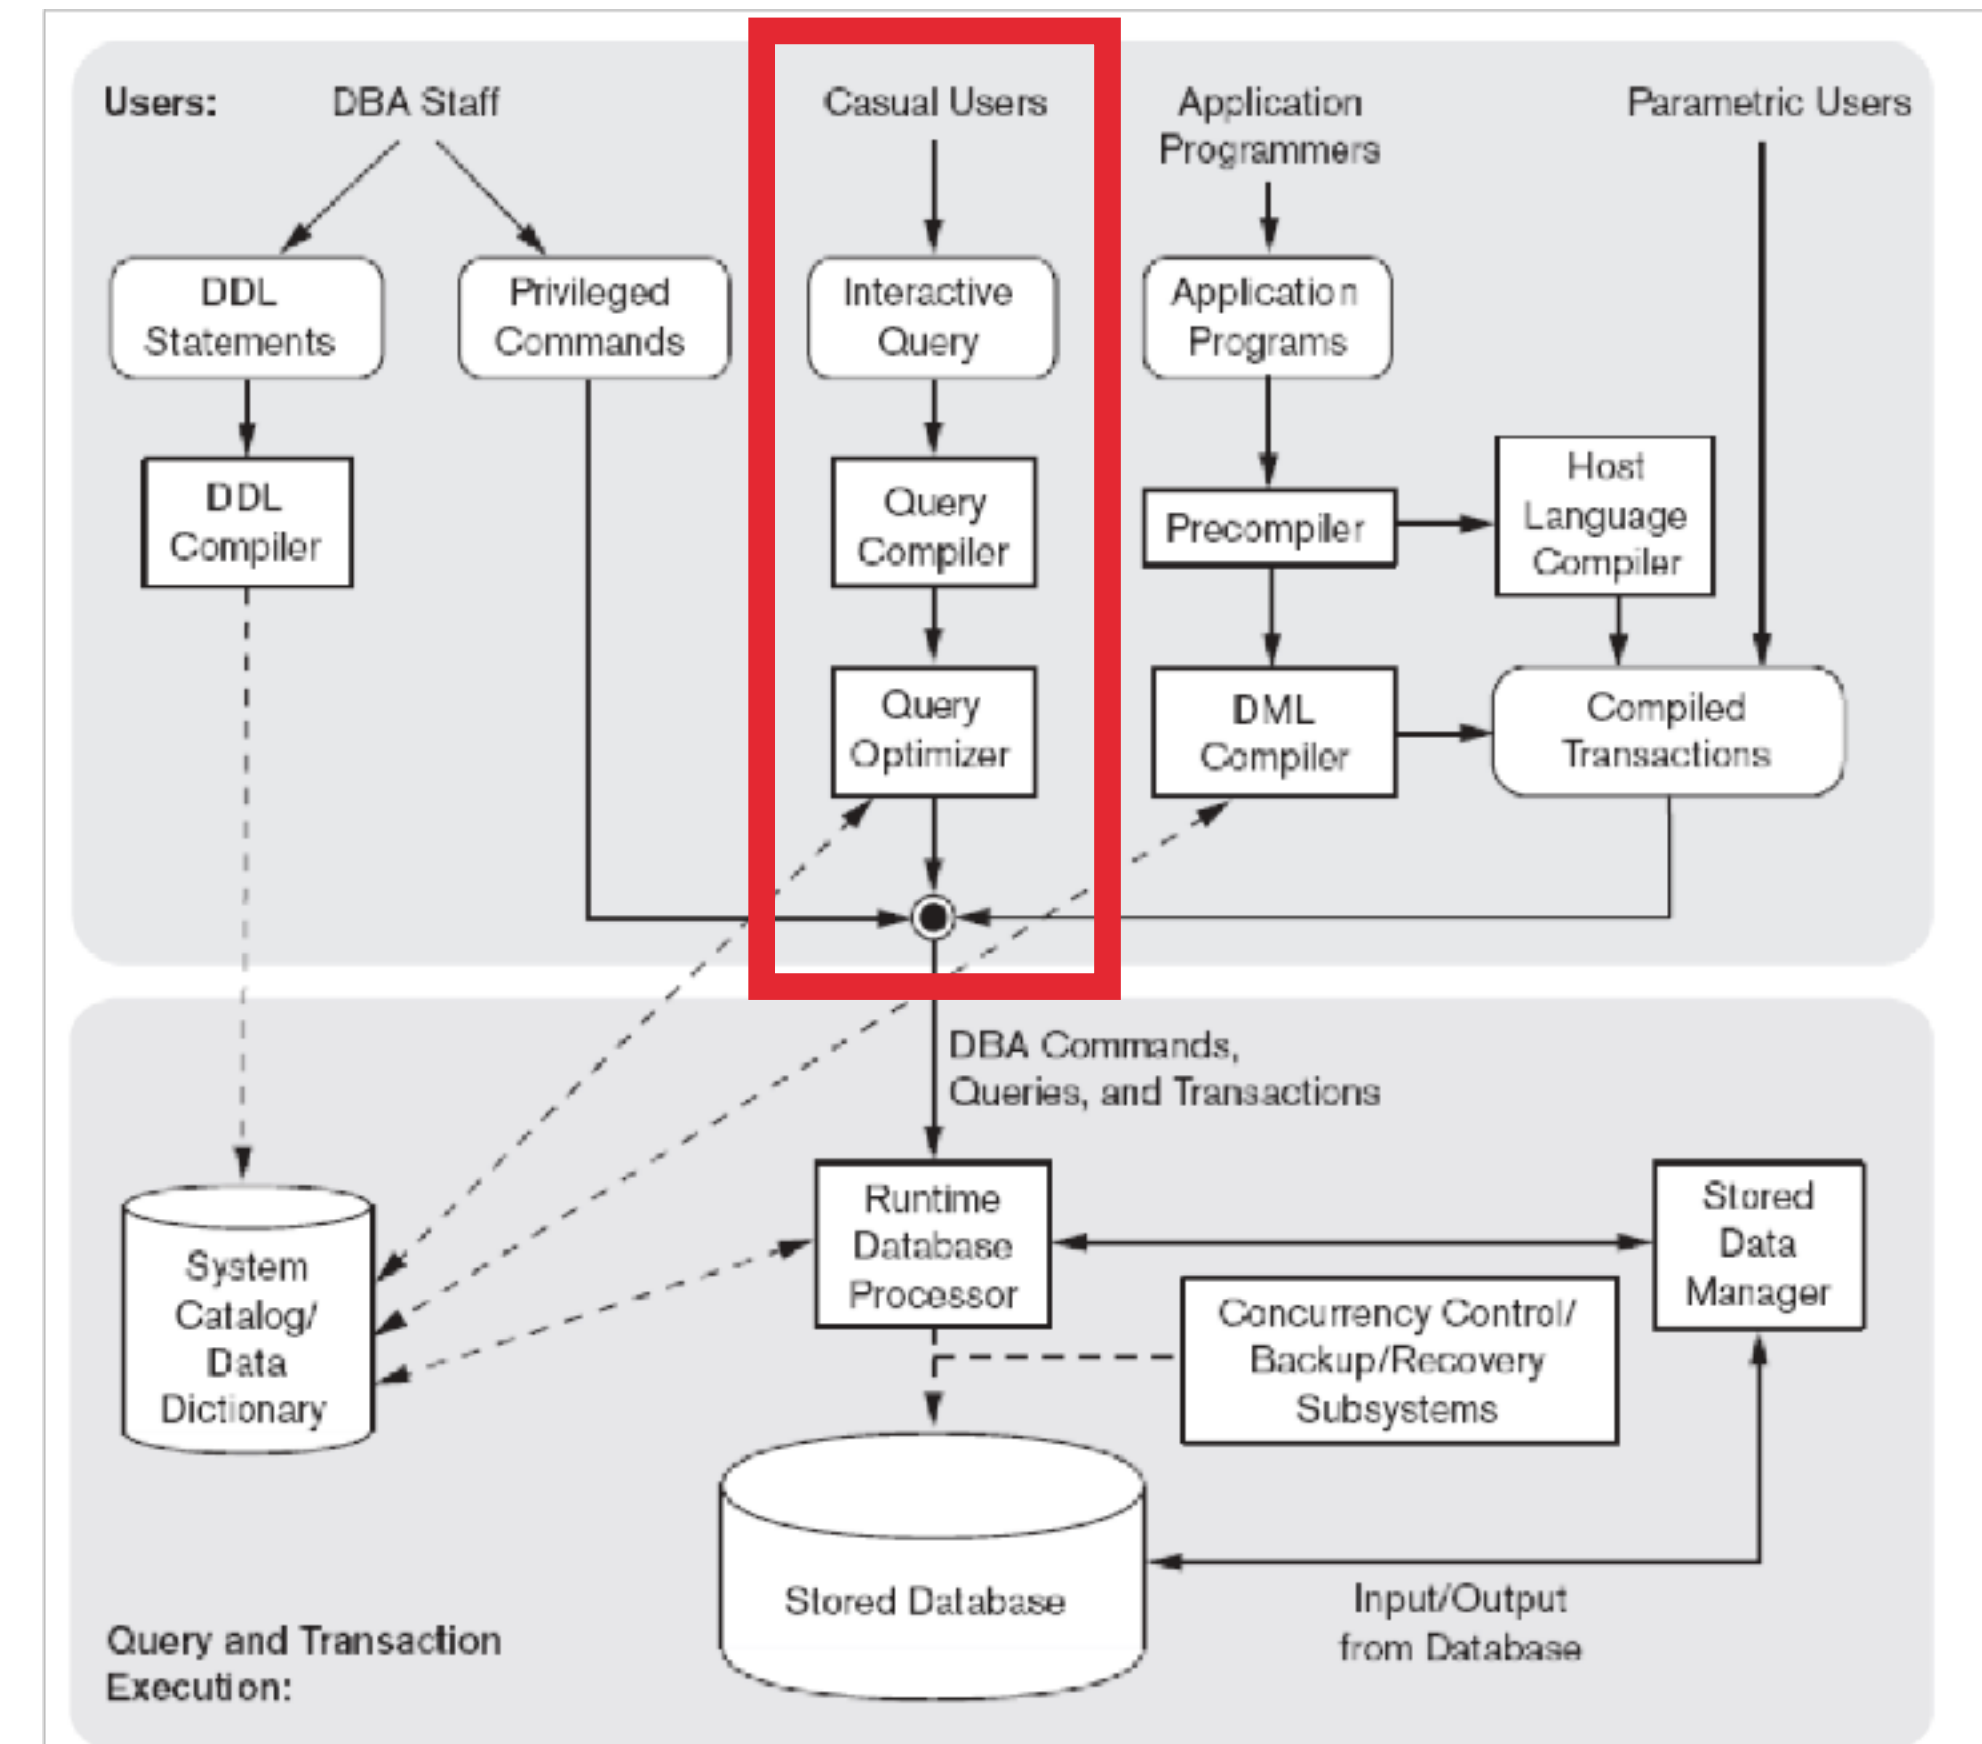 Users:
DBA Staff
Casual Users
Application
Programmers
Parametric Users
DDL
Statements
Privileged
Commands
Interactive
Query
Application
Programs
DDL
Compiler
Query
Compiler
Precompiler
Host
Language
Compiler
Query
Optimizer
DML
Compiler
Compiled
Transactions
DBA Commands,
Queries, and Transactions
System
Catalog/
Data
Dictionary
Runtime
Database
Processor
Stored
Data
Manager
Concurrency Control/
Backup/Recovery
Subsystems
Stored Database
Input/Output
from Database
Query and Transaction
Execution: